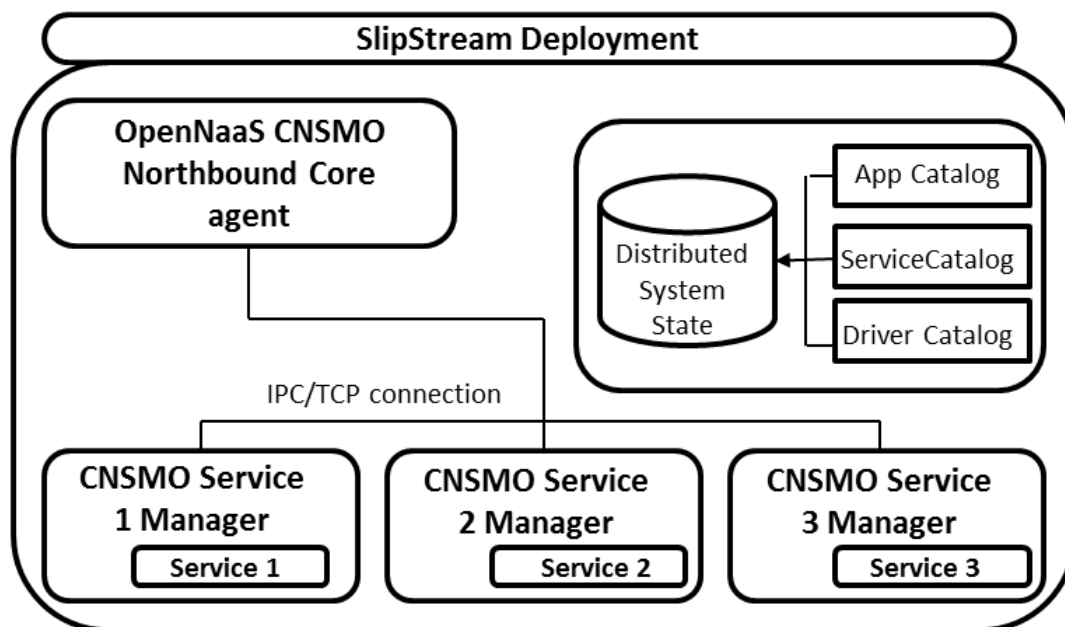 SlipStream Deployment
OpenNaaS CNSMO
Northbound Core
agent
Distributed
System
State
App Catalog
ServiceCatalog
Driver Catalog
IPC/TCP connection
CNSMO Service
1 Manager
Service 1
CNSMO Service
2 Manager
Service 2
CNSMO Service
3 Manager
Service 3